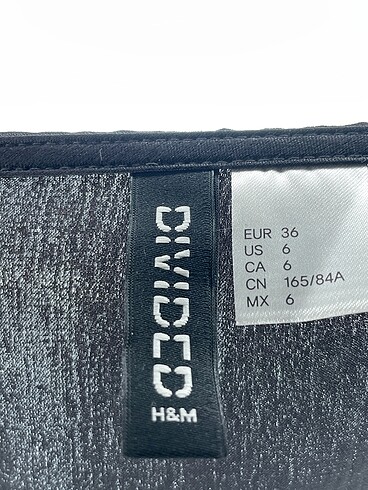 DIVIDED
H&M
EUR 36
US 6
CA 6
CN 165/84A
MX 6